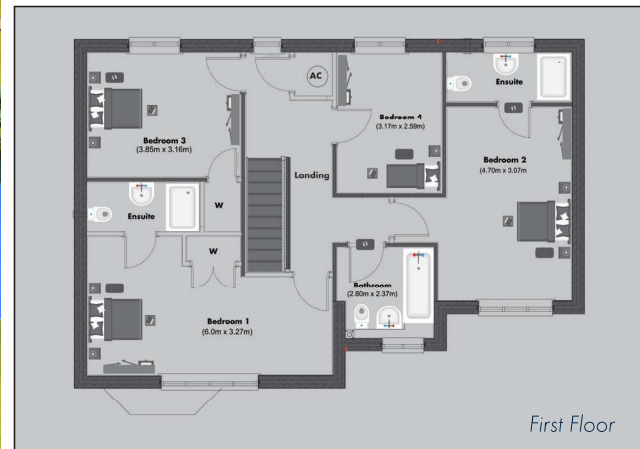 AC
Ensuite
Bedroom 3
(3.85m x 3.16m)
Bedroom 4
(3.17m x 2.59m)
Bedroom 2
(4.70m x 3.07m
Landing
W
Ensuite
W
Bathroom
(2.80m x 2.37m)
Bedroom 1
(6.0m x 3.27m)
First Floor